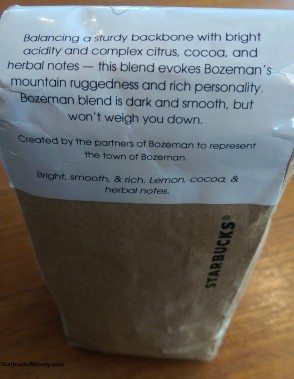 Balancing a sturdy backbone with bright
acidity and complex citrus, cocoa, and
herbal notes — this blend evokes Bozeman's
mountain ruggedness and rich personality.
Bozeman blend is dark and smooth, but
won't weigh you down.
Created by the partners of Bozeman to represent
the town of Bozeman.
Bright, smooth, & rich. Lemon, cocoa, &
herbal notes.
STARBUCKS®
StarbucksMelody.com